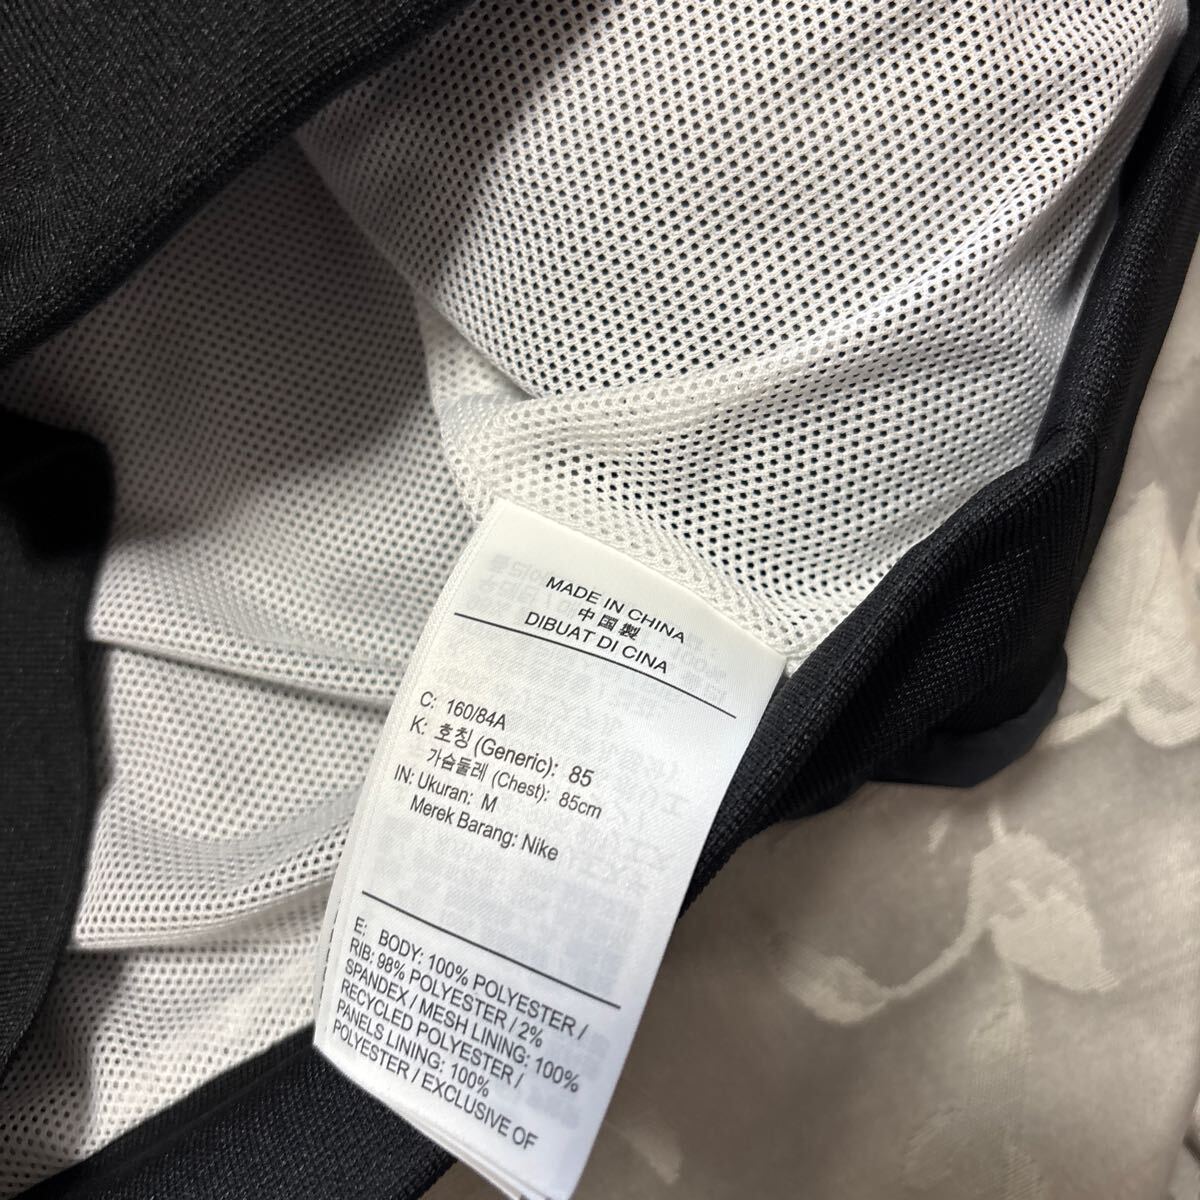 MADE IN CHINA
中国製
DIBUAT DI CINA
C: 160/84A
K: 호칭 (Generic): 85
가슴둘레 (Chest): 85cm
IN: Ukuran: M
Merek Barang: Nike
E: BODY: 100% POLYESTER /
RIB: 98% POLYESTER / 2%
SPANDEX / MESH LINING: 100%
RECYCLED POLYESTER /
PANELS LINING: 100%
POLYESTER / EXCLUSIVE OF